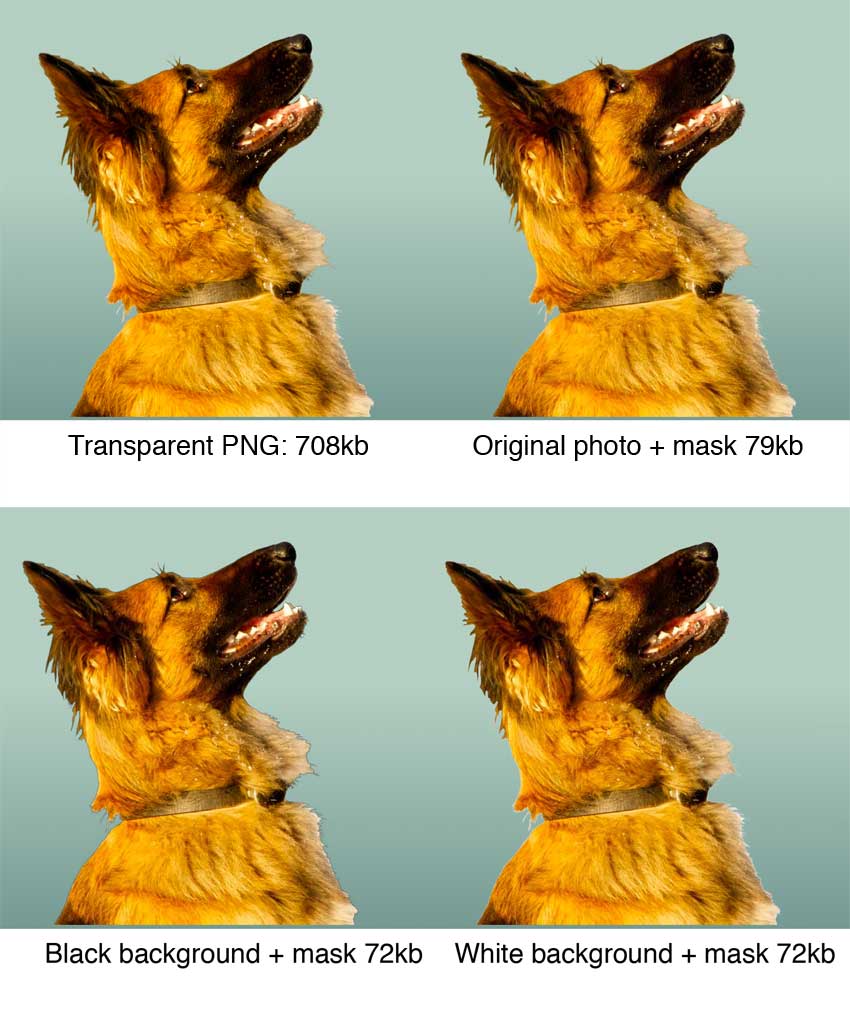 Transparent PNG: 708kb
Original photo + mask 79kb
Black background + mask 72kb
White background + mask 72kb